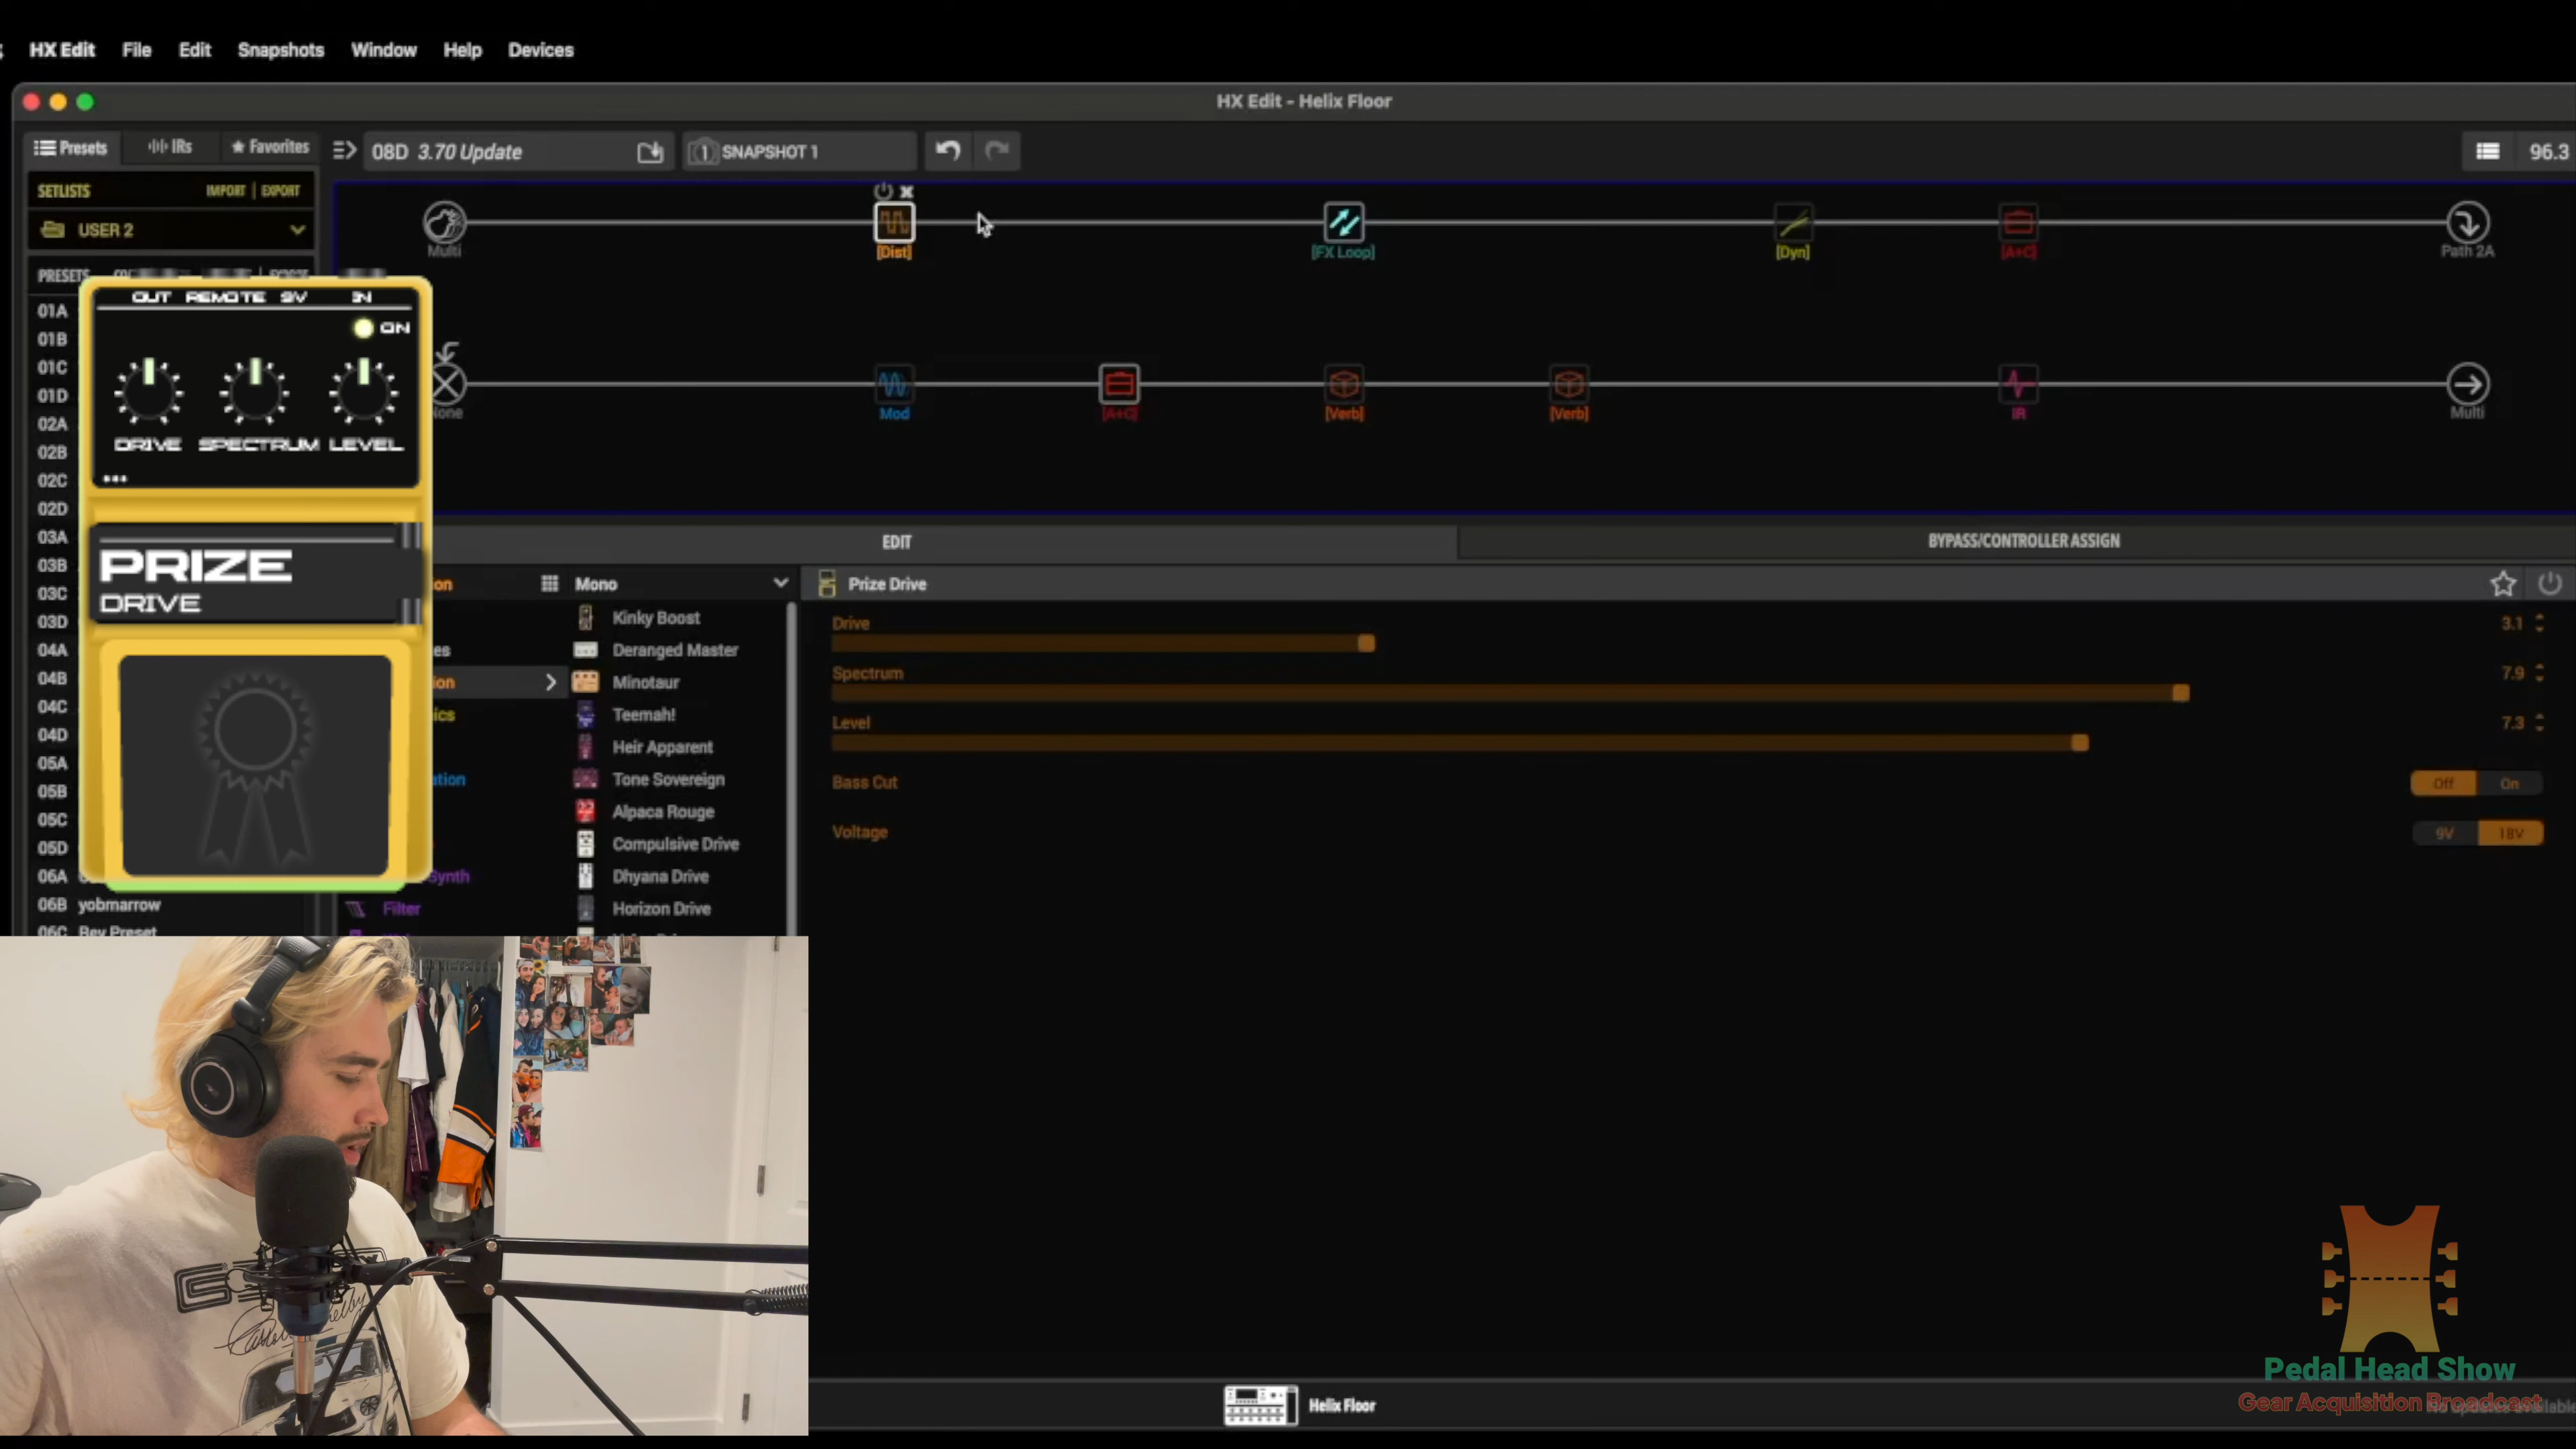 HX Edit File Edit Snapshots Window Help Devices
HX Edit - Helix Floor
Presets IRs Favorites 08D 3.70 Update 1 SNAPSHOT 1 96.3
SETLISTS IMPORT | EXPORT
USER 2
PRESETS
Multi [Dist] [FX Loop] [Dyn] [A+C] Path 2A
None Mod [A+C] [Verb] [Verb] IR Multi
01A
01B
01C
01D
02A
02B
02C
02D
03A
03B
03C
03D
04A
04B
04C
04D
05A
05B
05C
05D
06A
06B yobmarrow
06C Rev Preset
OUT REMOTE 9V IN
ON
DRIVE SPECTRUM LEVEL
PRIZE
DRIVE
EDIT BYPASS/CONTROLLER ASSIGN
Mono
Synth
Filter
Kinky Boost
Deranged Master
Minotaur
Teemah!
Heir Apparent
Tone Sovereign
Alpaca Rouge
Compulsive Drive
Dhyana Drive
Horizon Drive
Prize Drive
Drive 3.1
Spectrum 7.9
Level 7.3
Bass Cut Off On
Voltage 9V 18V
Helix Floor
Pedal Head Show
Gear Acquisition Broadcast